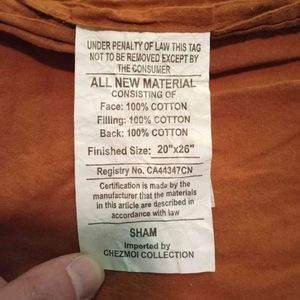 UNDER PENALTY OF LAW THIS TAG
NOT TO BE REMOVED EXCEPT BY
THE CONSUMER
ALL NEW MATERIAL
CONSISTING OF
Face: 100% COTTON
Filling: 100% COTTON
Back: 100% COTTON
Finished Size: 20"x26"
Registry No. CA44347CN
Certification is made by the
manufacturer that the materials
in this article are described in
accordance with law
SHAM
Imported by
CHEZMOI COLLECTION